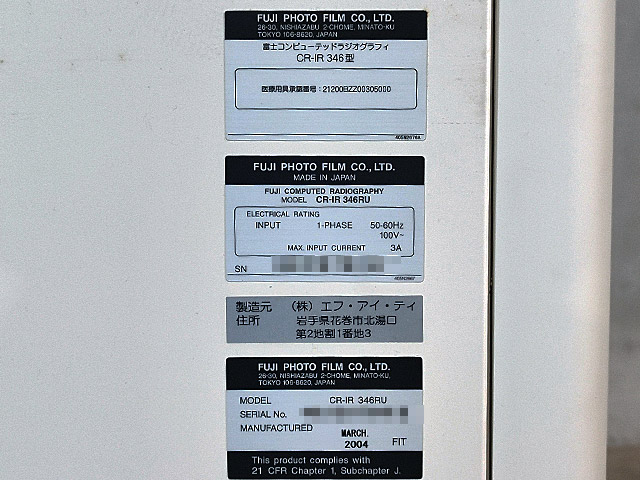 FUJI PHOTO FILM CO., LTD.
26-30, NISHIAZABU 2-CHOME, MINATO-KU
TOKYO 106-8620, JAPAN
富士コンピューテッドラジオグラフィ
CR-IR 346型
医療用具承認番号：21200BZZ00305000
FUJI PHOTO FILM CO., LTD.
MADE IN JAPAN
FUJI COMPUTED RADIOGRAPHY
MODEL CR-IR 346RU
ELECTRICAL RATING
INPUT 1-PHASE 50-60Hz
100V~
MAX. INPUT CURRENT 3A
SN
製造元 （株）エフ・アイ・ティ
住所 岩手県花巻市北湯口
第2地割1番地3
FUJI PHOTO FILM CO., LTD.
26-30, NISHIAZABU 2-CHOME, MINATO-KU,
TOKYO 106-8620, JAPAN
MODEL CR-IR 346RU
SERIAL No.
MANUFACTURED MARCH. 2004 FIT
This product complies with
21 CFR Chapter 1, Subchapter J.